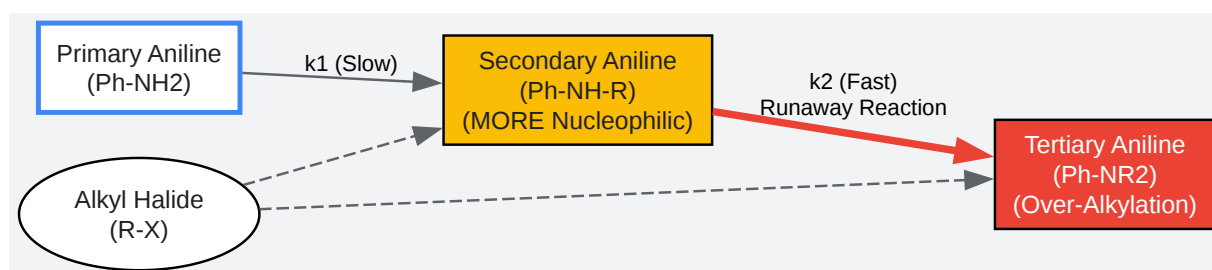 Primary Aniline
(Ph-NH2)
k1 (Slow)
Secondary Aniline
(Ph-NH-R)
(MORE Nucleophilic)
k2 (Fast)
Runaway Reaction
Tertiary Aniline
(Ph-NR2)
(Over-Alkylation)
Alkyl Halide
(R-X)